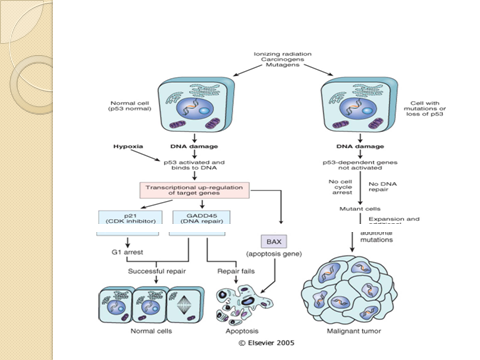 Ionizing radiation
Carcinogens
Mutagens
Normal cell
(p53 normal)
Cell with
mutations or
loss of p53
Hypoxia
DNA damage
DNA damage
p53 activated and
binds to DNA
p53-dependent genes
not activated
Transcriptional up-regulation
of target genes
No cell
cycle
arrest
No DNA
repair
p21
(CDK inhibitor)
GADD45
(DNA repair)
Mutant cells
Expansion and
additional
mutations
BAX
(apoptosis gene)
G1 arrest
Successful repair
Repair fails
Normal cells
Apoptosis
Malignant tumor
© Elsevier 2005